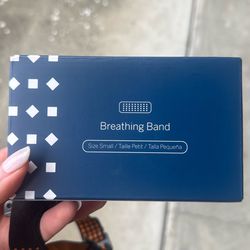 Breathing Band
Size Small / Taille Petit / Talla Pequeña